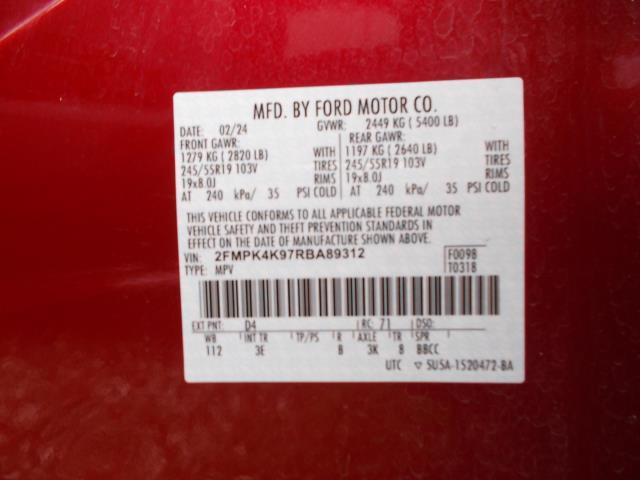 MFD. BY FORD MOTOR CO.
DATE: 02/24 GVWR: 2449 KG ( 5400 LB)
FRONT GAWR: REAR GAWR:
1279 KG ( 2820 LB) WITH 1197 KG ( 2640 LB) WITH
245/55R19 103V TIRES 245/55R19 103V TIRES
19x8.0J RIMS 19x8.0J RIMS
AT 240 kPa/ 35 PSI COLD AT 240 kPa/ 35 PSI COLD
THIS VEHICLE CONFORMS TO ALL APPLICABLE FEDERAL MOTOR
VEHICLE SAFETY AND THEFT PREVENTION STANDARDS IN
EFFECT ON THE DATE OF MANUFACTURE SHOWN ABOVE.
VIN: 2FMPK4K97RBA89312 F0098
TYPE: MPV T0318
EXT PNT: D4 RC: 71 DSO:
WB INT TR TP/PS R AXLE TR SPR
112 3E B 3K 8 BBCC
UTC ▽ SU5A-1520472-BA